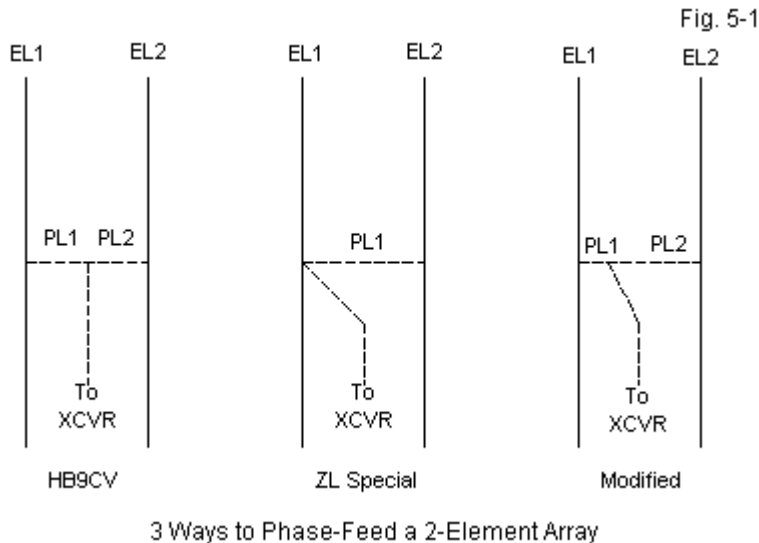 Fig. 5-1
EL1 EL2 EL1 EL2 EL1 EL2
PL1 PL2 PL1 PL1 PL2
To To To
XCVR XCVR XCVR
HB9CV ZL Special Modified
3 Ways to Phase-Feed a 2-Element Array